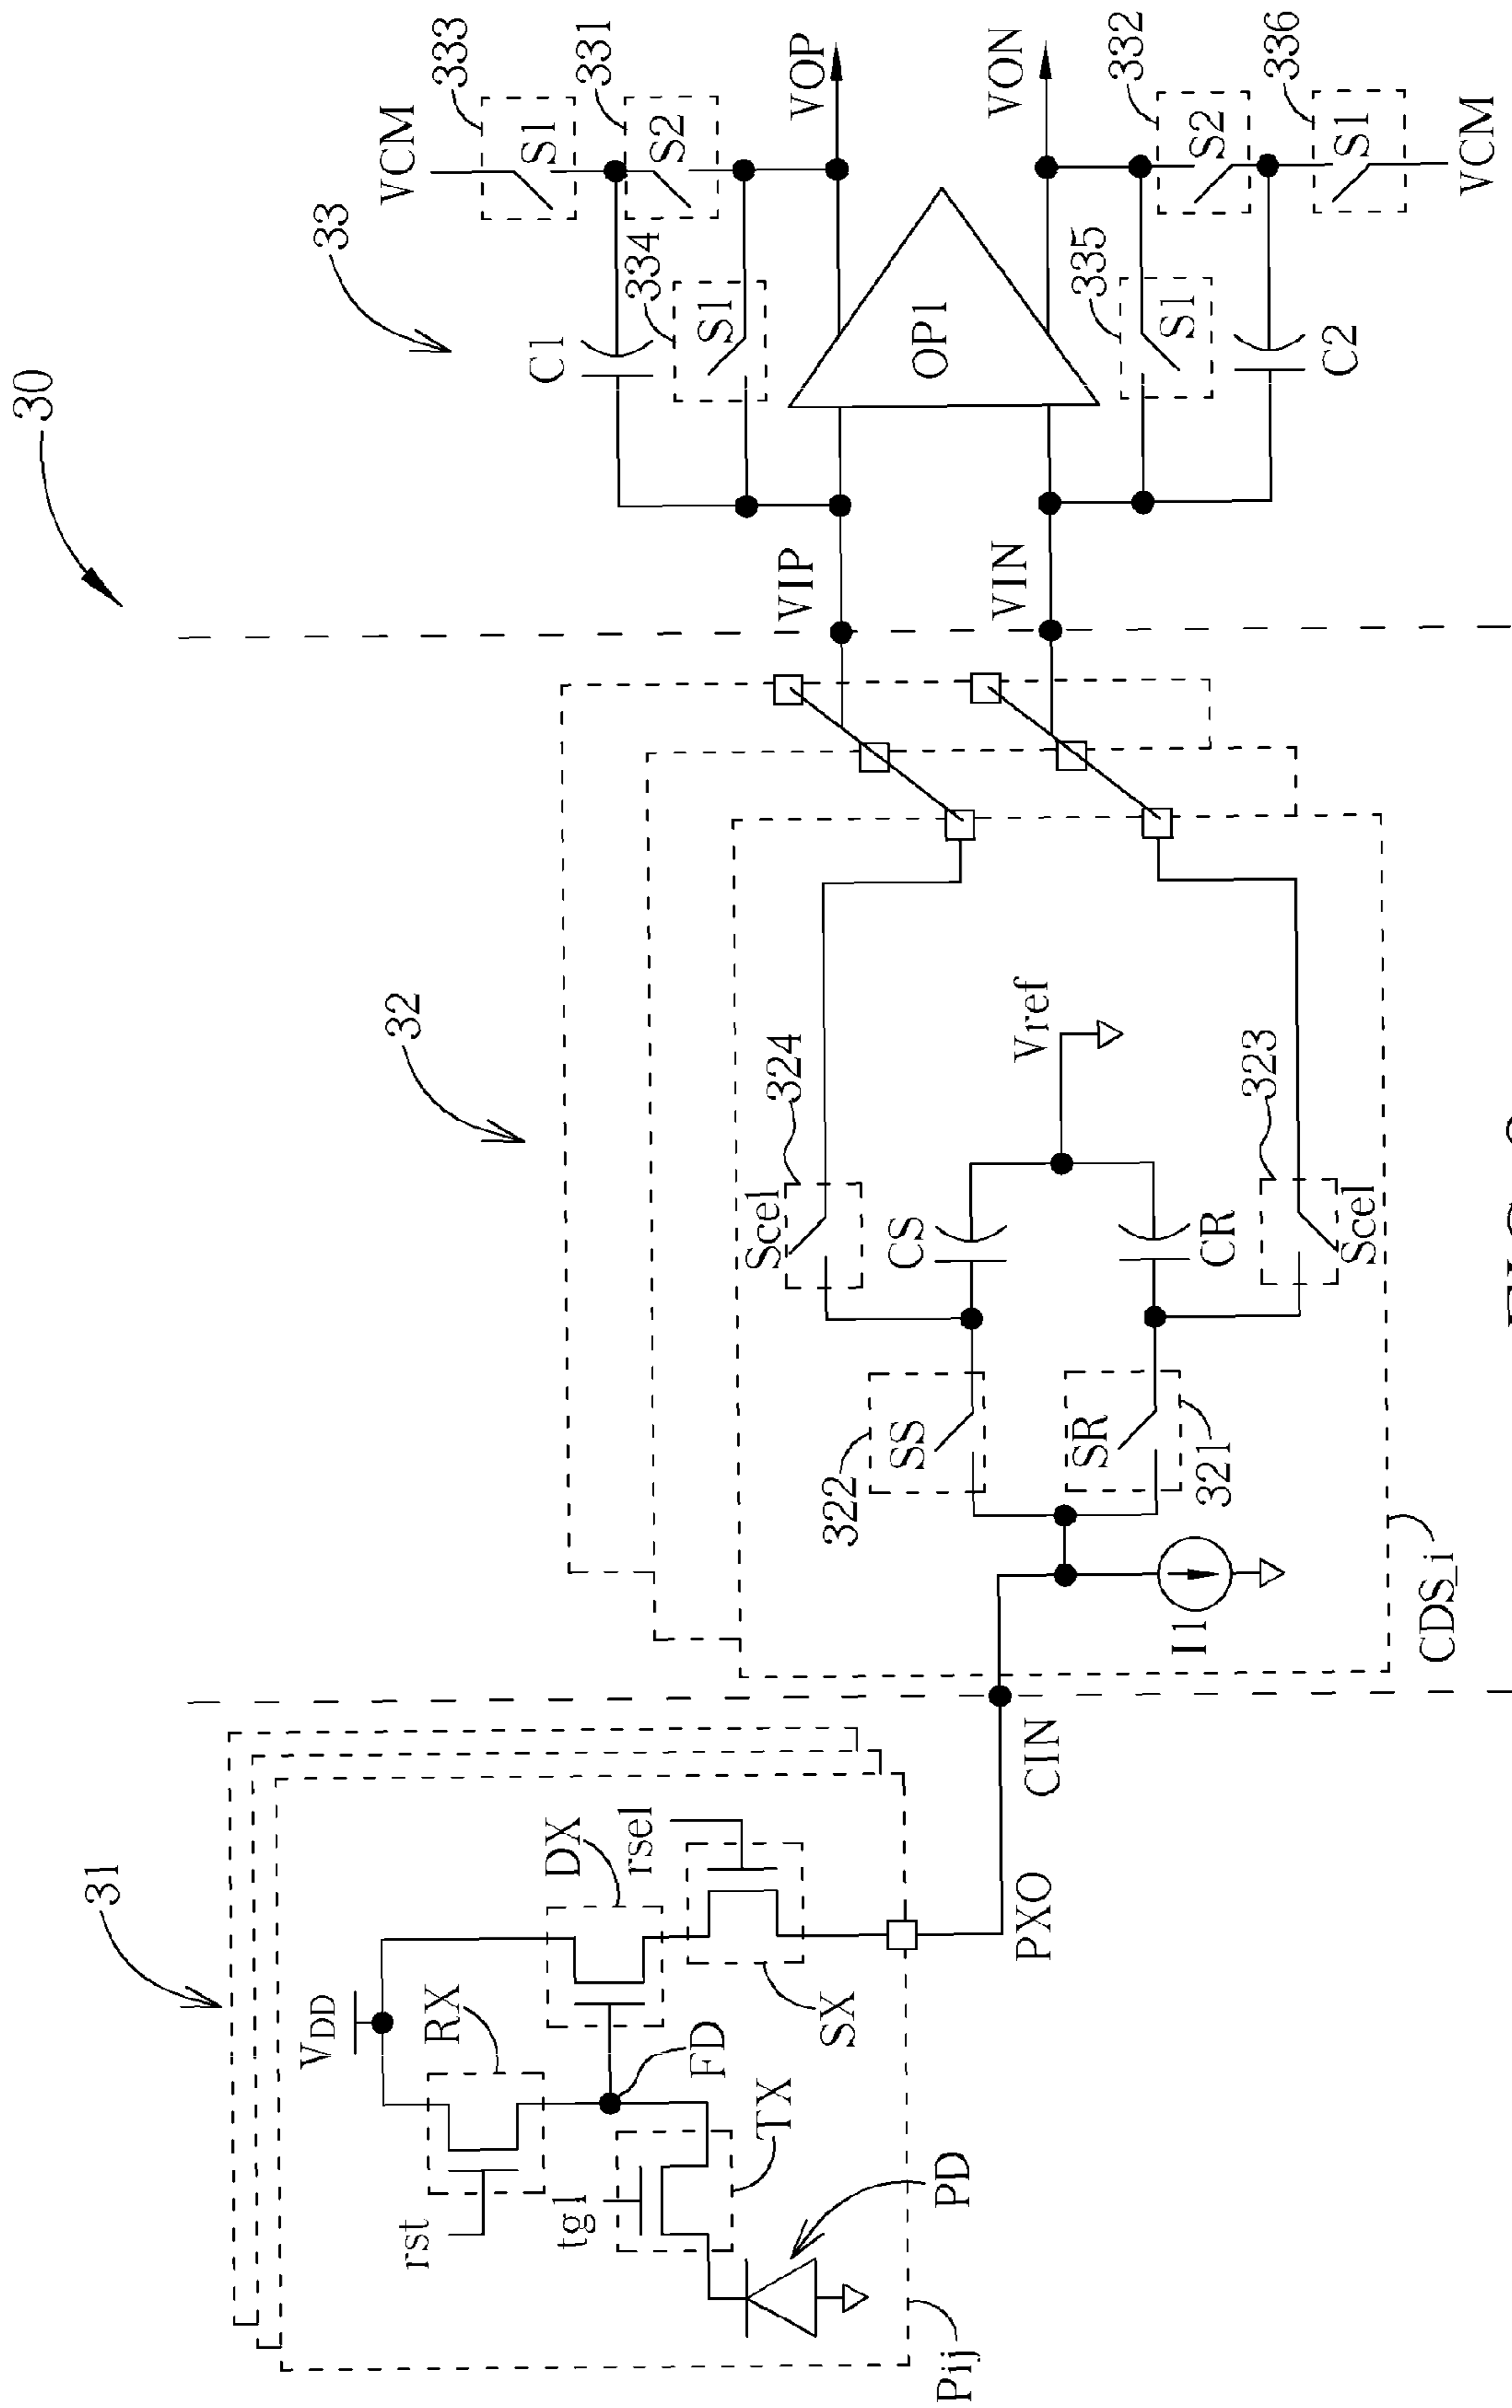 30
31
32
33
VDD
RX
rst
DX
rsel
FD
tg1
TX
SX
PD
Pij
PXO
CIN
322
SS
SR
321
I1
CDS_i
Scel
324
CS
CR
Vref
323
Scel
VIP
VIN
C1
334
S1
VCM
333
S1
331
S2
OP1
VOP
VON
335
S1
C2
332
S2
336
S1
VCM